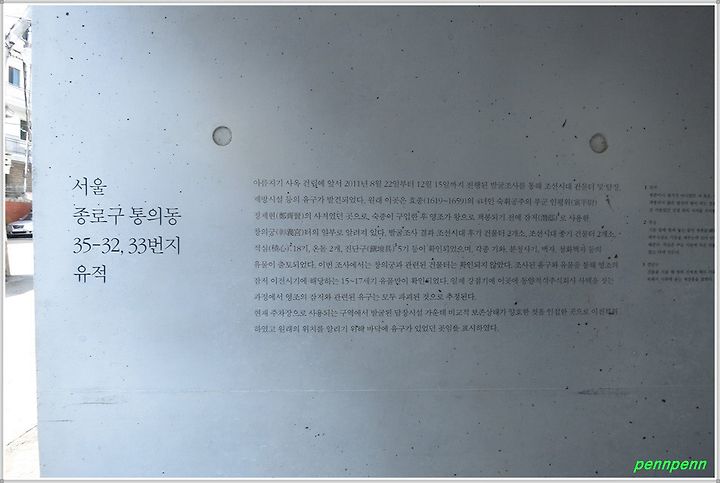 서울
종로구 통의동
35-32, 33번지
유적
아름지기 사옥 건립에 앞서 2011년 8월 22일부터 12월 15일까지 진행된 발굴조사를 통해 조선시대 건물터 및 담장,
제방시설 등의 유구가 발견되었다. 원래 이곳은 효종(1619~1659)의 넷째딸 숙휘공주의 부군 인평위(寅平尉)
정제현(鄭齊賢)의 사저였던 곳으로, 숙종이 구입한 후 영조가 왕으로 책봉되기 전에 잠저(潛邸)로 사용한
창의궁(彰義宮)터의 일부로 알려져 있다. 발굴조사 결과 조선시대 후기 건물터 2개소, 조선시대 중기 건물터 2개소,
적심(積心) 18기, 온돌 2개, 진단구(鎭壇具) 5기 등이 확인되었으며, 각종 기와, 분청사기, 백자, 청화백자 등의
유물이 출토되었다. 이번 조사에서는 창의궁과 관련된 건물터는 확인되지 않았다. 조사된 유구와 유물을 통해 영조의
잠저 이전시기에 해당하는 15~17세기 유물만이 확인되었다. 일제 강점기에 이곳에 동양척식주식회사 사택을 짓는
과정에서 영조의 잠저와 관련된 유구는 모두 파괴된 것으로 추정된다.
현재 주차장으로 사용되는 구역에서 발굴된 담장시설 가운데 비교적 보존상태가 양호한 것을 인접한 곳으로 이전복원
하였고 원래의 위치를 알리기 위해 바닥에 유구가 있었던 곳임을 표시하였다.
pennpenn